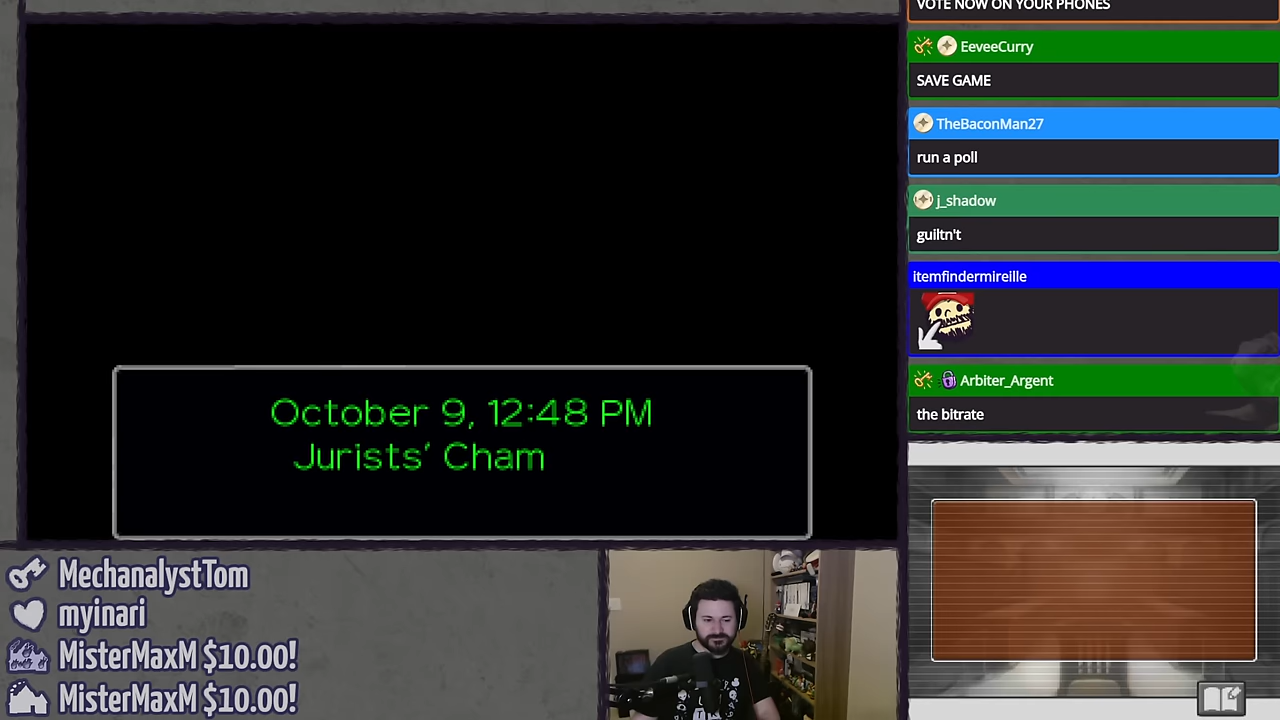 VOTE NOW ON YOUR PHONES
EeveeCurry
SAVE GAME
TheBaconMan27
run a poll
j_shadow
guiltn't
itemfindermireille
Arbiter_Argent
the bitrate
October 9, 12:48 PM
Jurists' Cham
MechanalystTom
myinari
MisterMaxM $10.00!
MisterMaxM $10.00!